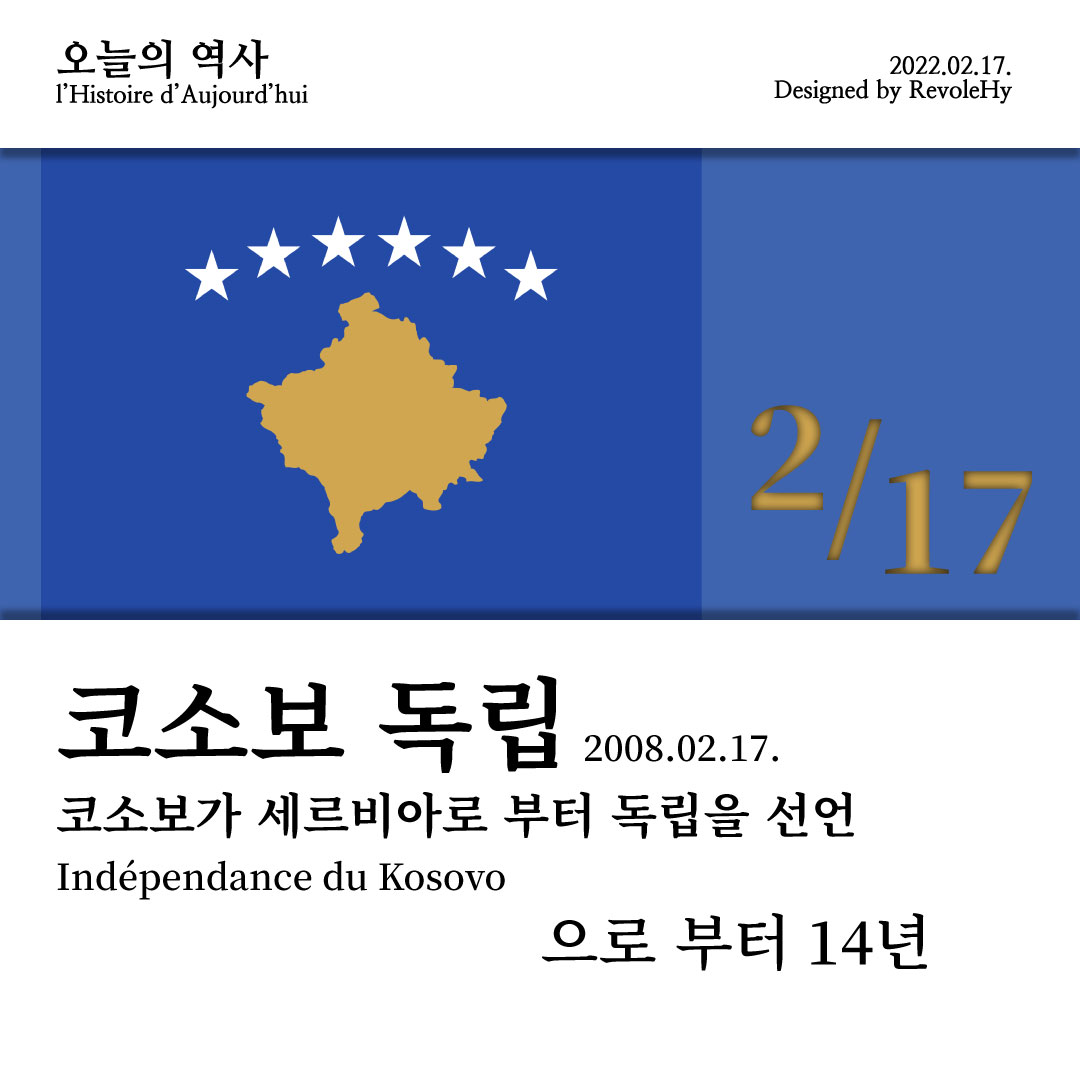 오늘의 역사
l’Histoire d’Aujourd’hui
2022.02.17.
Designed by RevoleHy
2/17
코소보 독립 2008.02.17.
코소보가 세르비아로 부터 독립을 선언
Indépendance du Kosovo
으로 부터 14년